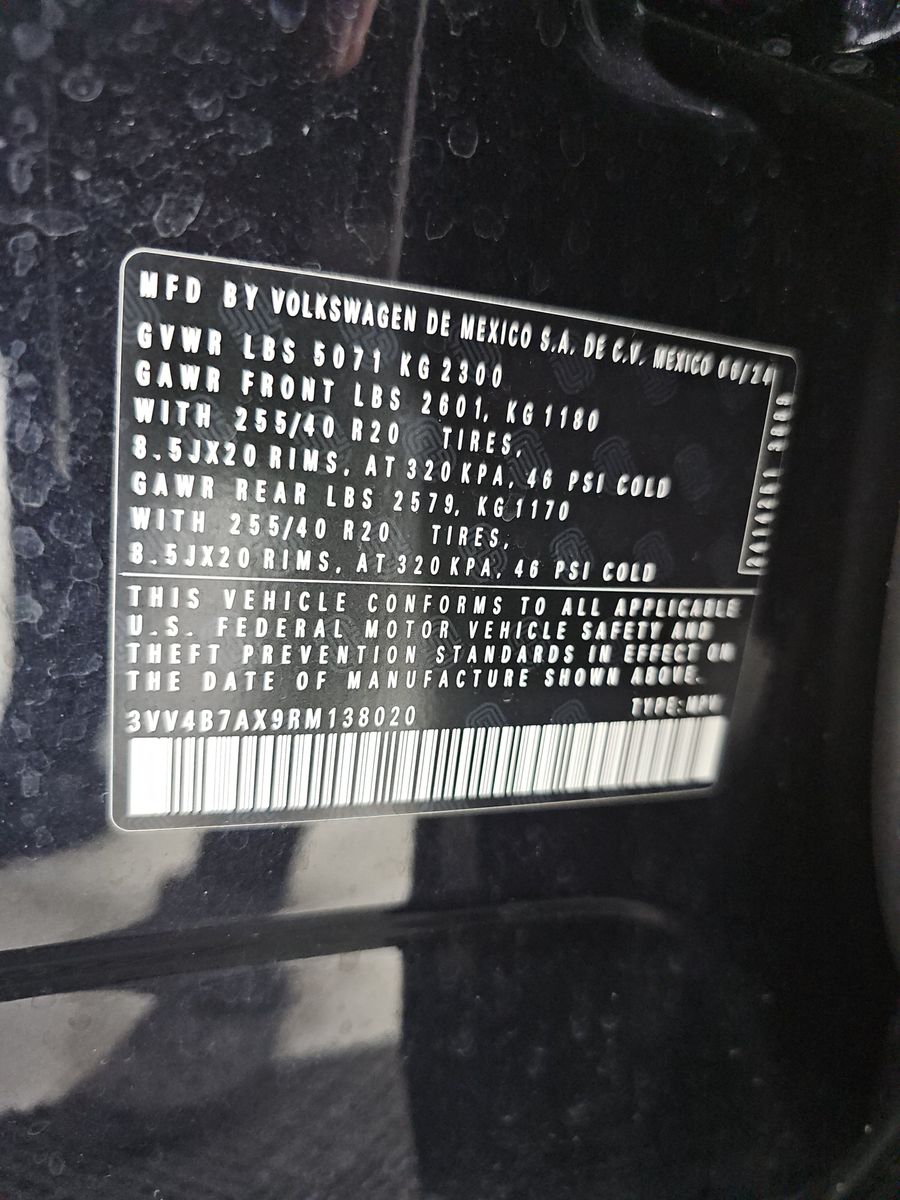 MFD BY VOLKSWAGEN DE MEXICO S.A. DE C.V. MEXICO 06/24
GVWR LBS 5071 KG 2300
GAWR FRONT LBS 2601, KG 1180
WITH 255/40 R20 TIRES,
8.5JX20 RIMS, AT 320 KPA, 46 PSI COLD
GAWR REAR LBS 2579, KG 1170
WITH 255/40 R20 TIRES,
8.5JX20 RIMS, AT 320 KPA, 46 PSI COLD
THIS VEHICLE CONFORMS TO ALL APPLICABLE
U.S. FEDERAL MOTOR VEHICLE SAFETY AND
THEFT PREVENTION STANDARDS IN EFFECT ON
THE DATE OF MANUFACTURE SHOWN ABOVE.
TYPE: MPV
3VV4B7AX9RM138020